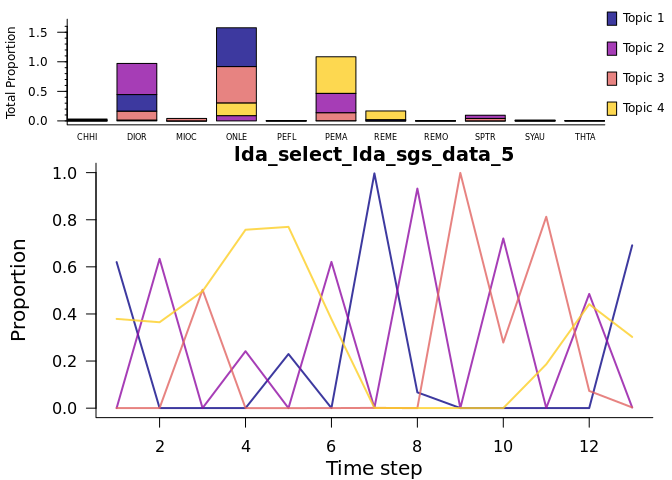 Total Proportion
1.5
1.0
0.5
0.0
CHHI DIOR MIOC ONLE PEFL PEMA REME REMO SPTR SYAU THTA
Topic 1
Topic 2
Topic 3
Topic 4
lda_select_lda_sgs_data_5
Proportion
1.0
0.8
0.6
0.4
0.2
0.0
2 4 6 8 10 12
Time step